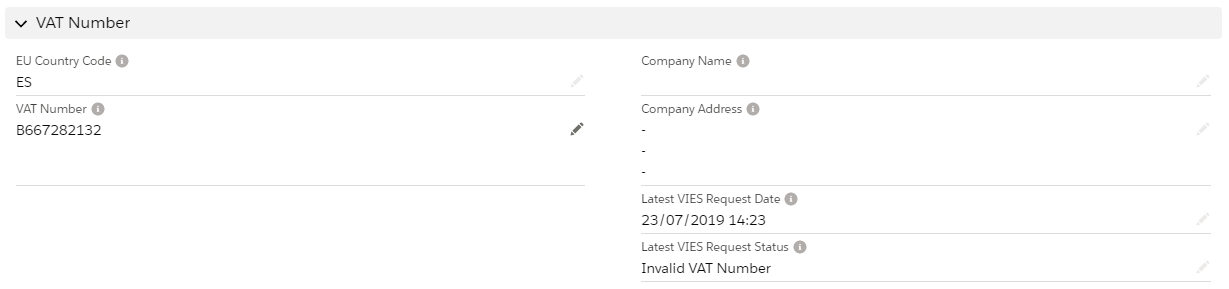 VAT Number
EU Country Code
ES
VAT Number
B667282132
Company Name
Company Address
-
-
-
Latest VIES Request Date
23/07/2019 14:23
Latest VIES Request Status
Invalid VAT Number